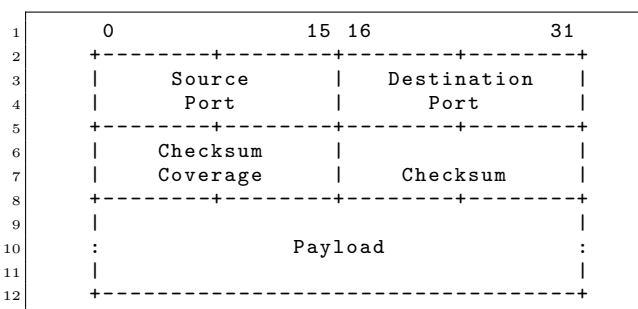 1 0              15 16             31
2 +--------+--------+--------+--------+
3 |     Source      |   Destination   |
4 |      Port       |      Port       |
5 +--------+--------+--------+--------+
6 |    Checksum     |                 |
7 |    Coverage     |    Checksum     |
8 +--------+--------+--------+--------+
9 |                                   |
10 :              Payload              :
11 |                                   |
12 +-----------------------------------+